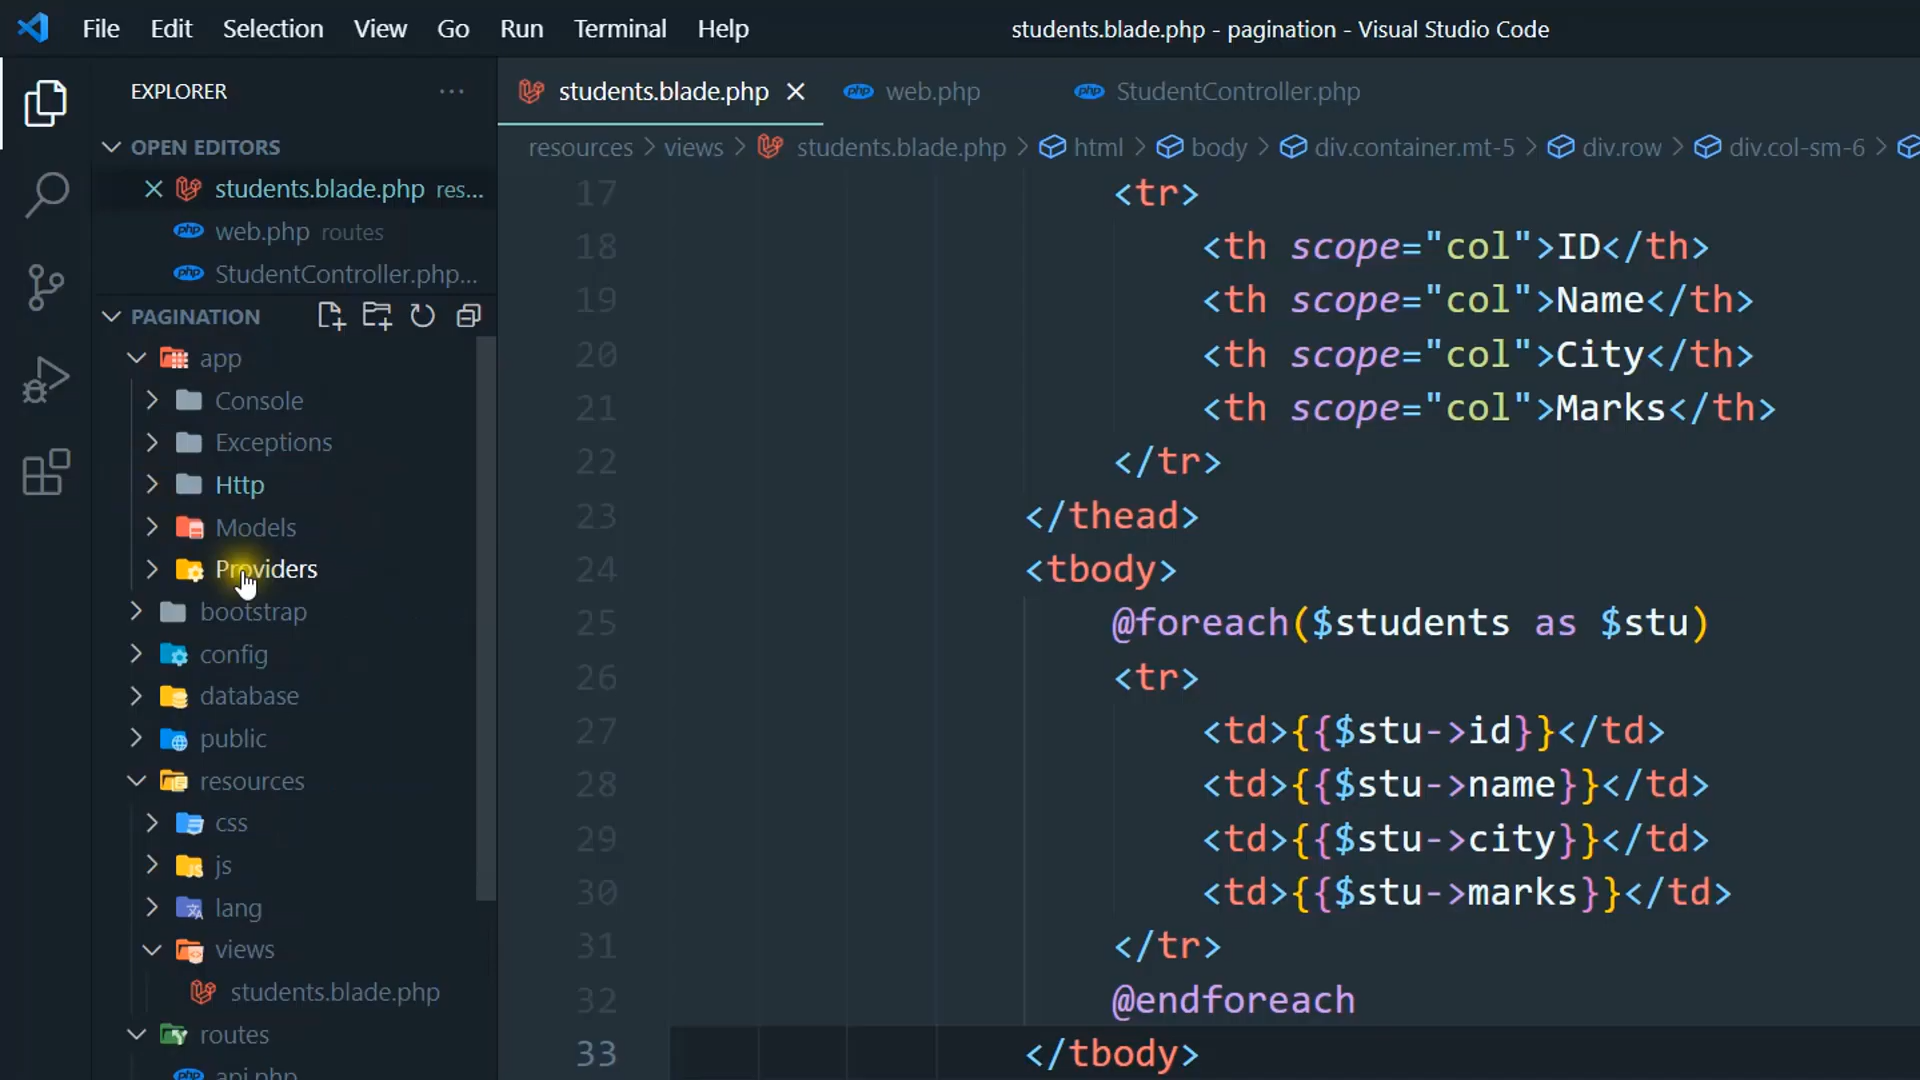 File Edit Selection View Go Run Terminal Help
students.blade.php - pagination - Visual Studio Code
EXPLORER
OPEN EDITORS
students.blade.php res...
web.php routes
StudentController.php...
PAGINATION
app
Console
Exceptions
Http
Models
Providers
bootstrap
config
database
public
resources
css
js
lang
views
students.blade.php
routes
api.php
students.blade.php
web.php
StudentController.php
resources > views > students.blade.php > html > body > div.container.mt-5 > div.row > div.col-sm-6 >
17 <tr>
18 <th scope="col">ID</th>
19 <th scope="col">Name</th>
20 <th scope="col">City</th>
21 <th scope="col">Marks</th>
22 </tr>
23 </thead>
24 <tbody>
25 @foreach($students as $stu)
26 <tr>
27 <td>{{$stu->id}}</td>
28 <td>{{$stu->name}}</td>
29 <td>{{$stu->city}}</td>
30 <td>{{$stu->marks}}</td>
31 </tr>
32 @endforeach
33 </tbody>